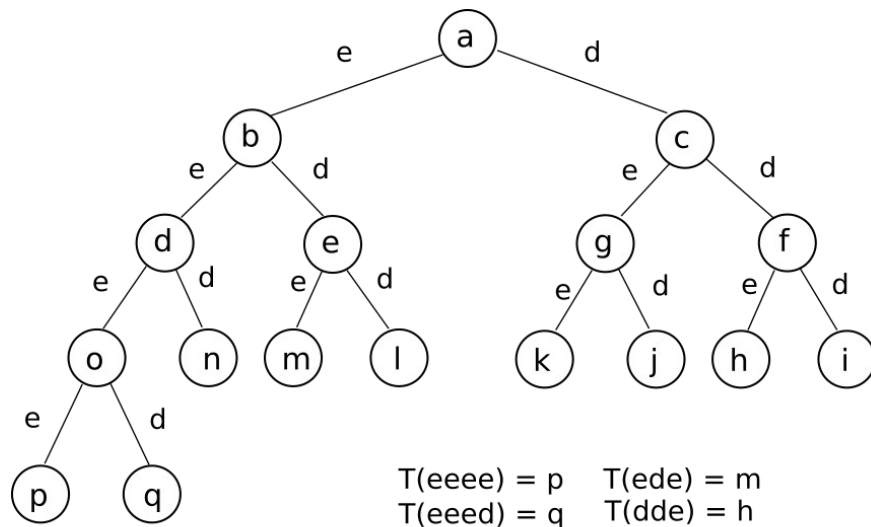 a
e d
b c
e d e d
d e g f
e d e d e d e d
o n m l k j h i
e d
p q
T(eeee) = p T(ede) = m
T(eeed) = q T(dde) = h